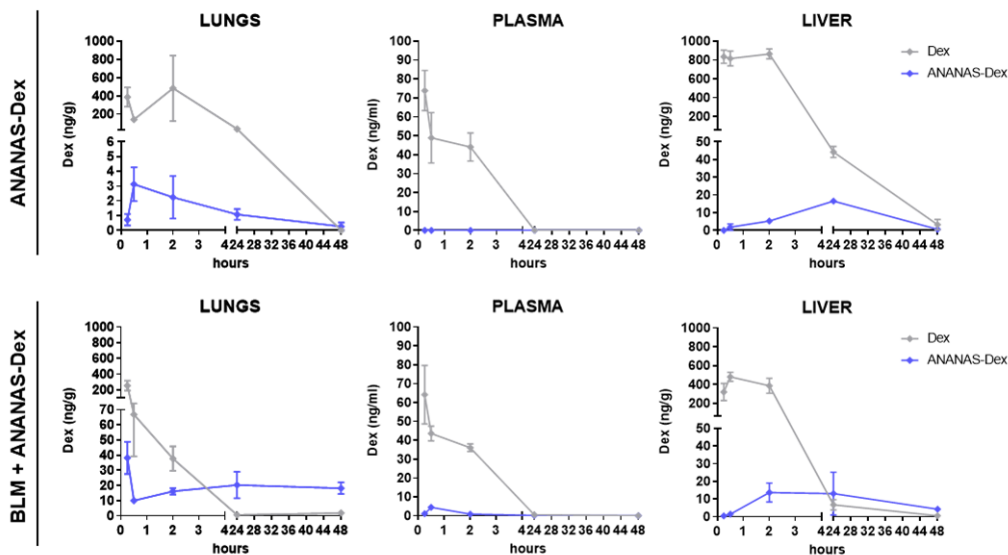 ANANAS-Dex
LUNGS
Dex (ng/g)
1000
800
600
400
200
6
5
4
3
2
1
0
0 1 2 3 4 24 28 32 36 40 44 48
hours
PLASMA
Dex (ng/ml)
100
90
80
70
60
50
40
30
20
10
0
0 1 2 3 4 24 28 32 36 40 44 48
hours
LIVER
Dex (ng/g)
1000
800
600
400
200
50
40
30
20
10
0
0 1 2 3 4 24 28 32 36 40 44 48
hours
Dex
ANANAS-Dex
BLM + ANANAS-Dex
LUNGS
Dex (ng/g)
1000
800
600
400
200
70
60
50
40
30
20
10
0
0 1 2 3 4 24 28 32 36 40 44 48
hours
PLASMA
Dex (ng/ml)
100
90
80
70
60
50
40
30
20
10
0
0 1 2 3 4 24 28 32 36 40 44 48
hours
LIVER
Dex (ng/g)
1000
800
600
400
200
50
40
30
20
10
0
0 1 2 3 4 24 28 32 36 40 44 48
hours
Dex
ANANAS-Dex